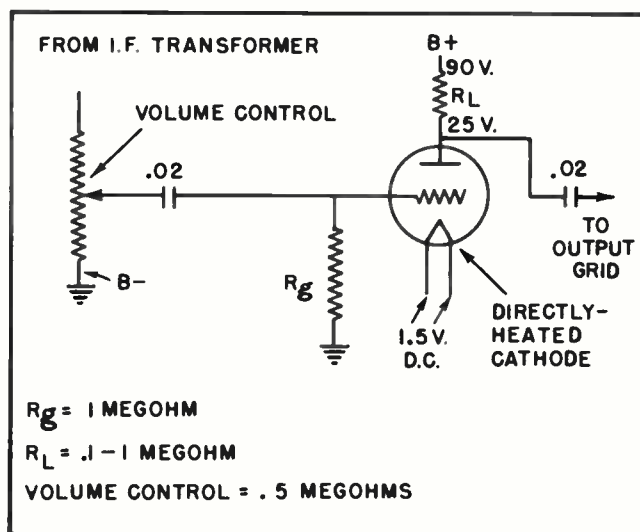 FROM I.F. TRANSFORMER
B+
90 V.
RL
25 V.
VOLUME CONTROL
.02
.02
TO
OUTPUT
GRID
B-
Rg
1.5 V.
D.C.
DIRECTLY-
HEATED
CATHODE
Rg = 1 MEGOHM
RL = .1 - 1 MEGOHM
VOLUME CONTROL = .5 MEGOHMS